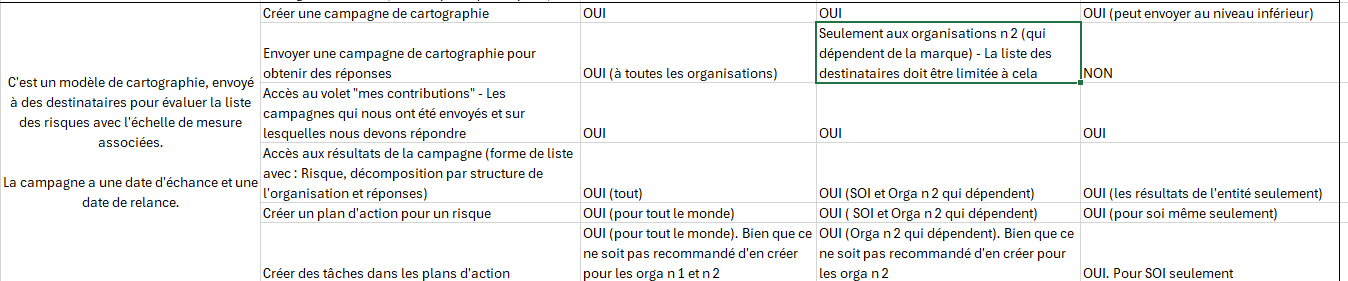 C'est un modèle de cartographie, envoyé
à des destinataires pour évaluer la liste
des risques avec l'échelle de mesure
associées.
La campagne a une date d'échance et une
date de relance.
Créer une campagne de cartographie
OUI
OUI
OUI (peut envoyer au niveau inférieur)
Envoyer une campagne de cartographie pour
obtenir des réponses
OUI (à toutes les organisations)
Seulement aux organisations n 2 (qui
dépendent de la marque) - La liste des
destinataires doit être limitée à cela
NON
Accès au volet "mes contributions" - Les
campagnes qui nous ont été envoyés et sur
lesquelles nous devons répondre
OUI
OUI
OUI
Accès aux résultats de la campagne (forme de liste
avec : Risque, décomposition par structure de
l'organisation et réponses)
OUI (tout)
OUI (SOI et Orga n 2 qui dépendent)
OUI (les résultats de l'entité seulement)
Créer un plan d'action pour un risque
OUI (pour tout le monde)
OUI ( SOI et Orga n 2 qui dépendent)
OUI (pour soi même seulement)
Créer des tâches dans les plans d'action
OUI (pour tout le monde). Bien que ce
ne soit pas recommandé d'en créer
pour les orga n 1 et n 2
OUI (Orga n 2 qui dépendent). Bien que ce
ne soit pas recommandé d'en créer pour
les orga n 2
OUI. Pour SOI seulement